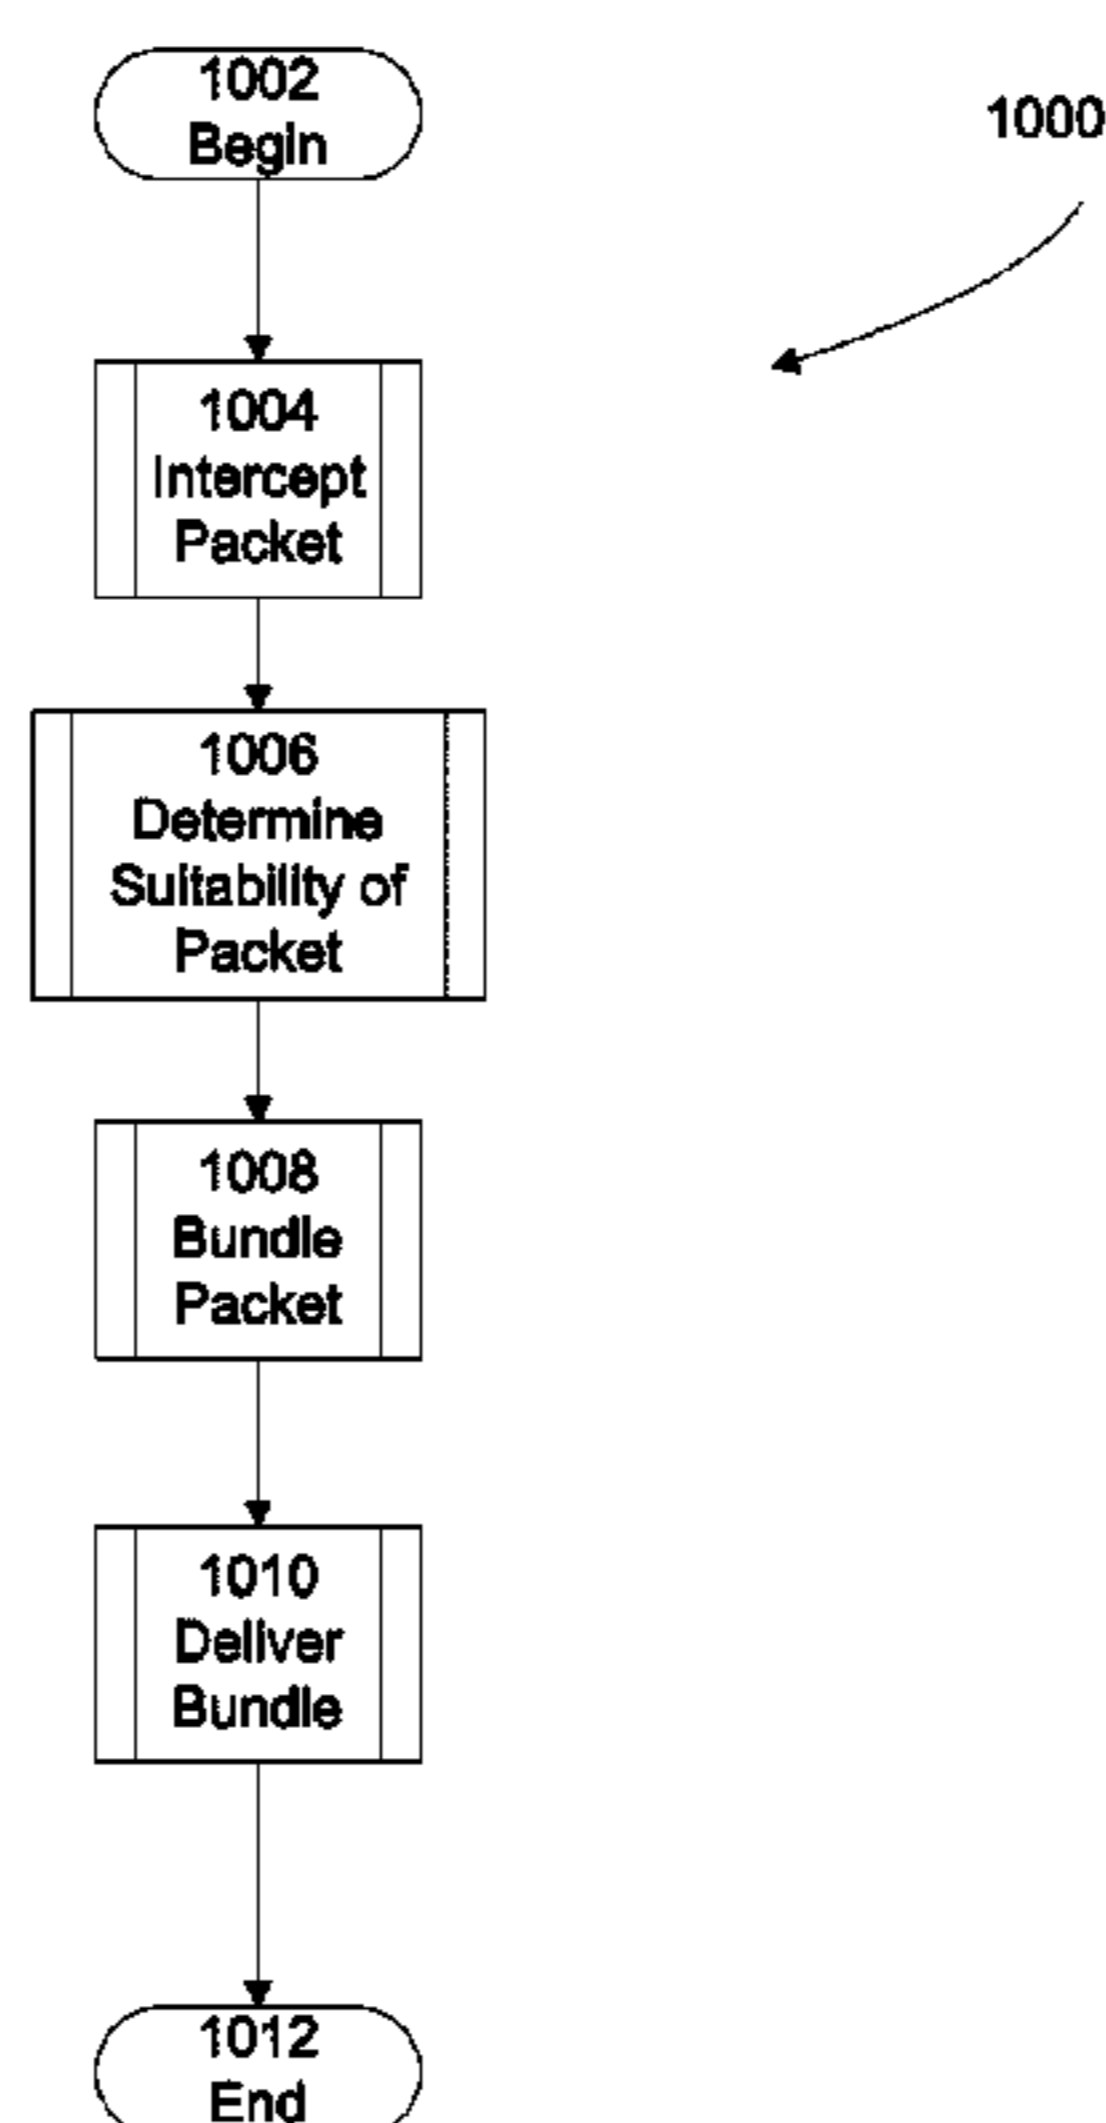 1002
Begin
1000
1004
Intercept
Packet
1006
Determine
Suitability of
Packet
1008
Bundle
Packet
1010
Deliver
Bundle
1012
End